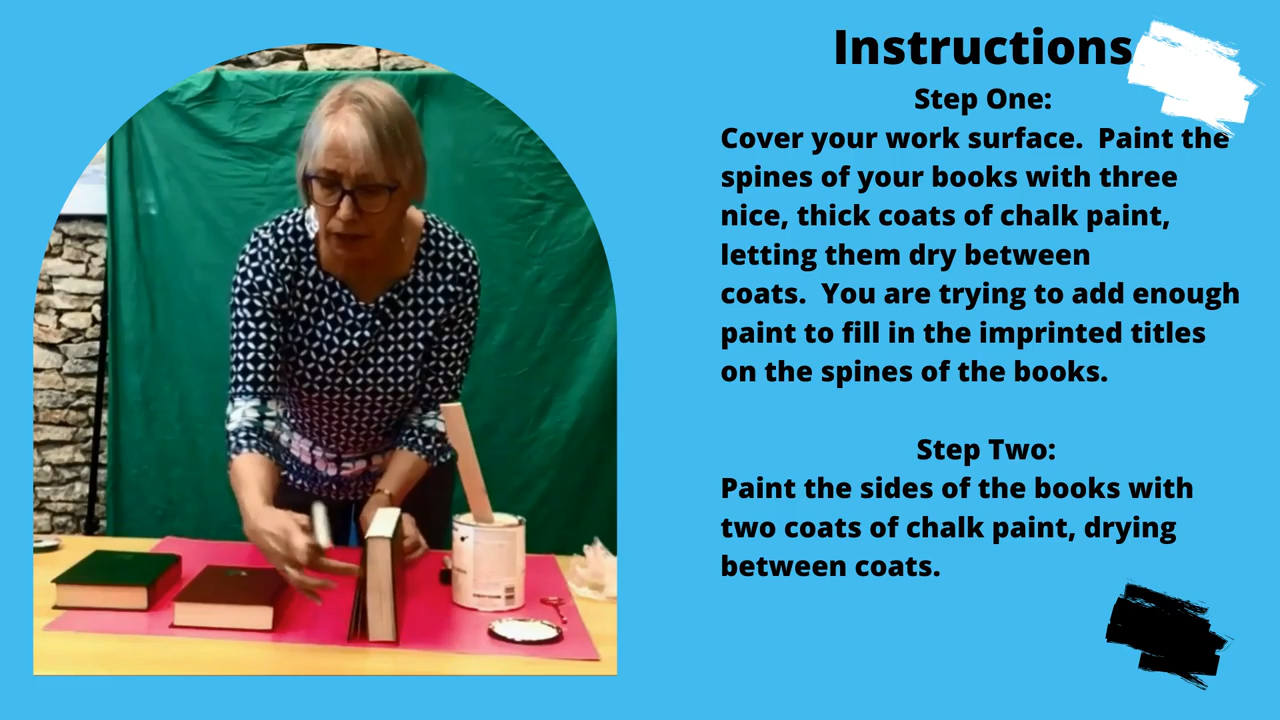 Instructions
Step One:
Cover your work surface.  Paint the
spines of your books with three
nice, thick coats of chalk paint,
letting them dry between
coats.  You are trying to add enough
paint to fill in the imprinted titles
on the spines of the books.
Step Two:
Paint the sides of the books with
two coats of chalk paint, drying
between coats.